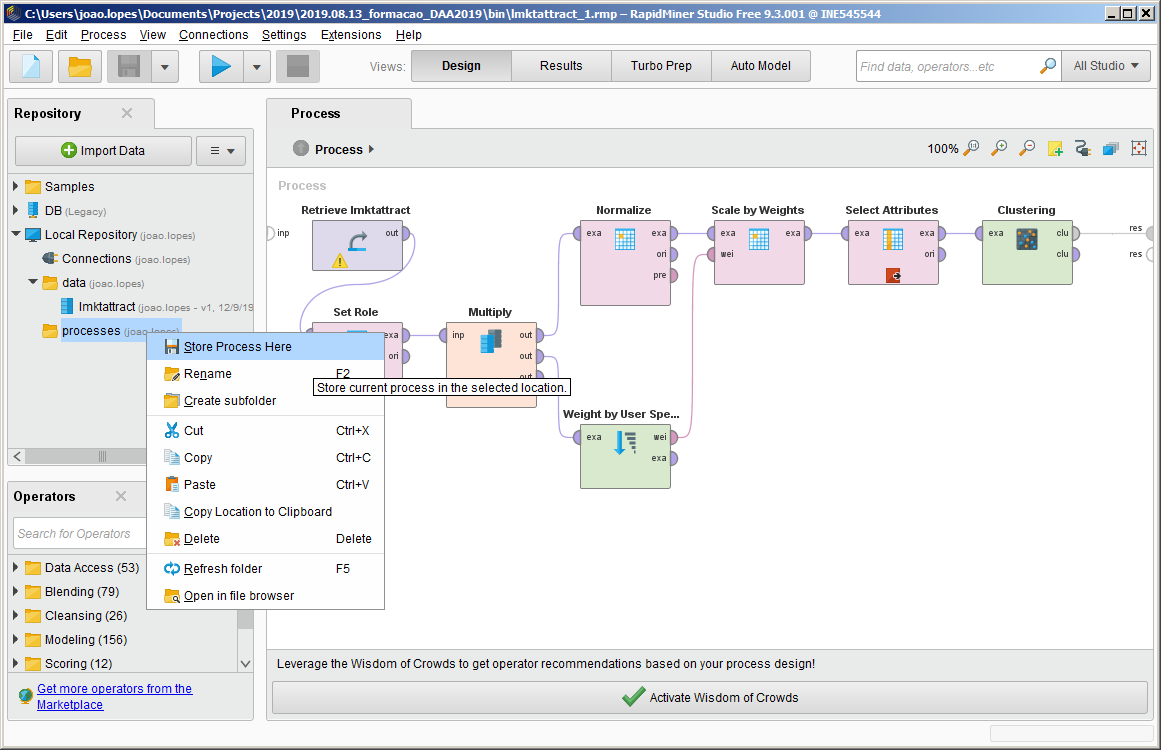 C:\Users\joao.lopes\Documents\Projects\2019\2019.08.13_formacao_DAA2019\bin\lmktattract_1.rmp – RapidMiner Studio Free 9.3.001 @ INE545544
File Edit Process View Connections Settings Extensions Help
Views: Design Results Turbo Prep Auto Model
Find data, operators...etc
All Studio
Repository
Import Data
Samples
DB (Legacy)
Local Repository (joao.lopes)
Connections (joao.lopes)
data (joao.lopes)
lmktattract (joao.lopes - v1, 12/9/19
processes (joao.lopes)
Store Process Here
Rename F2
Create subfolder
Cut Ctrl+X
Copy Ctrl+C
Paste Ctrl+V
Copy Location to Clipboard
Delete Delete
Refresh folder F5
Open in file browser
Store current process in the selected location.
Operators
Search for Operators
Data Access (53)
Blending (79)
Cleansing (26)
Modeling (156)
Scoring (12)
Get more operators from the
Marketplace
Process
Process
100%
Process
inp
Retrieve lmktattract
out
Set Role
exa
ori
Multiply
inp out
out
out
Normalize
exa exa
ori
pre
Weight by User Spe...
exa wei
exa
Scale by Weights
exa exa
wei
Select Attributes
exa exa
ori
Clustering
exa clu
clu
res
res
Leverage the Wisdom of Crowds to get operator recommendations based on your process design!
Activate Wisdom of Crowds